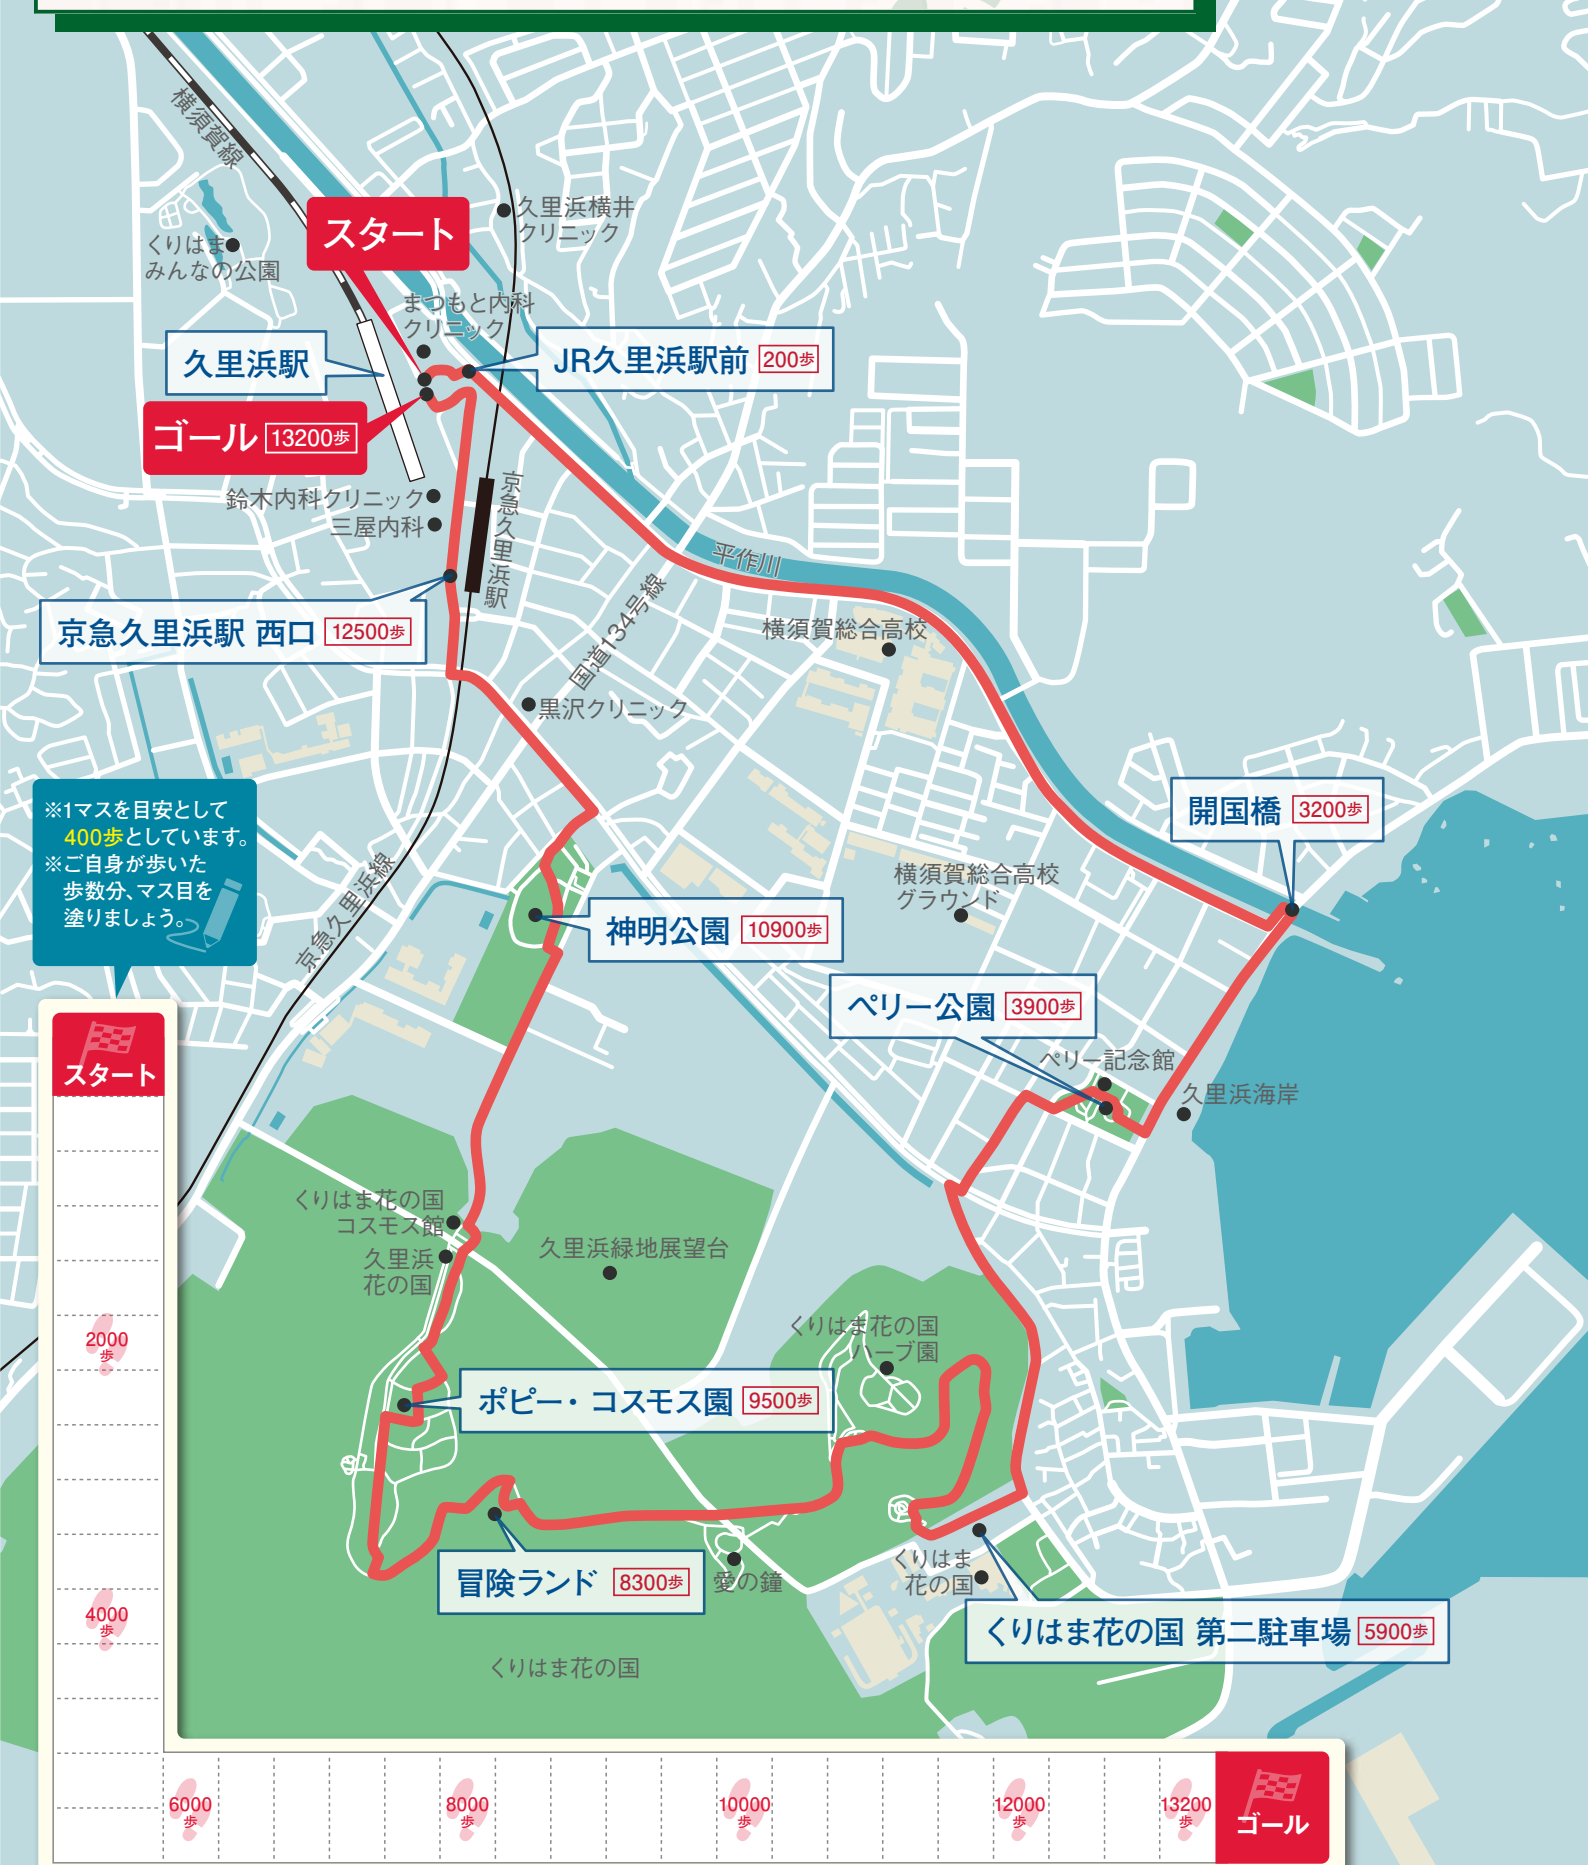 横須賀線
久里浜横井
クリニック
スタート
くりはま
みんなの公園
まつもと内科
クリニック
久里浜駅
JR久里浜駅前 200歩
ゴール 13200歩
鈴木内科クリニック
三屋内科
京急久里浜駅
平作川
京急久里浜駅 西口 12500歩
国道134号線
横須賀総合高校
黒沢クリニック
※1マスを目安として
400歩としています。
※ご自身が歩いた
歩数分、マス目を
塗りましょう。
開国橋 3200歩
京急久里浜線
横須賀総合高校
グラウンド
神明公園 10900歩
ペリー公園 3900歩
ペリー記念館
久里浜海岸
スタート
くりはま花の国
コスモス館
久里浜
花の国
久里浜緑地展望台
くりはま花の国
ハーブ園
2000
歩
ポピー・コスモス園 9500歩
冒険ランド 8300歩
愛の鐘
くりはま
花の国
4000
歩
くりはま花の国 第二駐車場 5900歩
くりはま花の国
6000
歩
8000
歩
10000
歩
12000
歩
13200
歩
ゴール